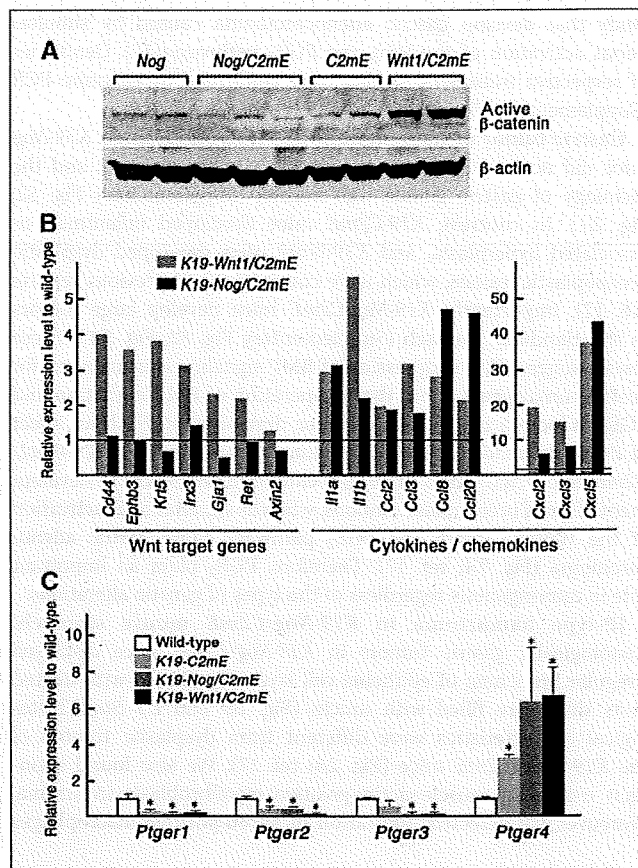 A
Nog Nog/C2mE C2mE Wnt1/C2mE
Active
β-catenin
β-actin
B
K19-Wnt1/C2mE
K19-Nog/C2mE
Relative expression level to wild-type
5
4
3
2
1
50
40
30
20
10
Cd44 Ephb3 Krt5 Irx3 Gja1 Ret Axin2 Il1a Il1b Ccl2 Ccl3 Ccl8 Ccl20 Cxcl2 Cxcl3 Cxcl5
Wnt target genes Cytokines / chemokines
C
Wild-type
K19-C2mE
K19-Nog/C2mE
K19-Wnt1/C2mE
Relative expression level to wild-type
10
8
6
4
2
* * * * * * * * * * *
Ptger1 Ptger2 Ptger3 Ptger4